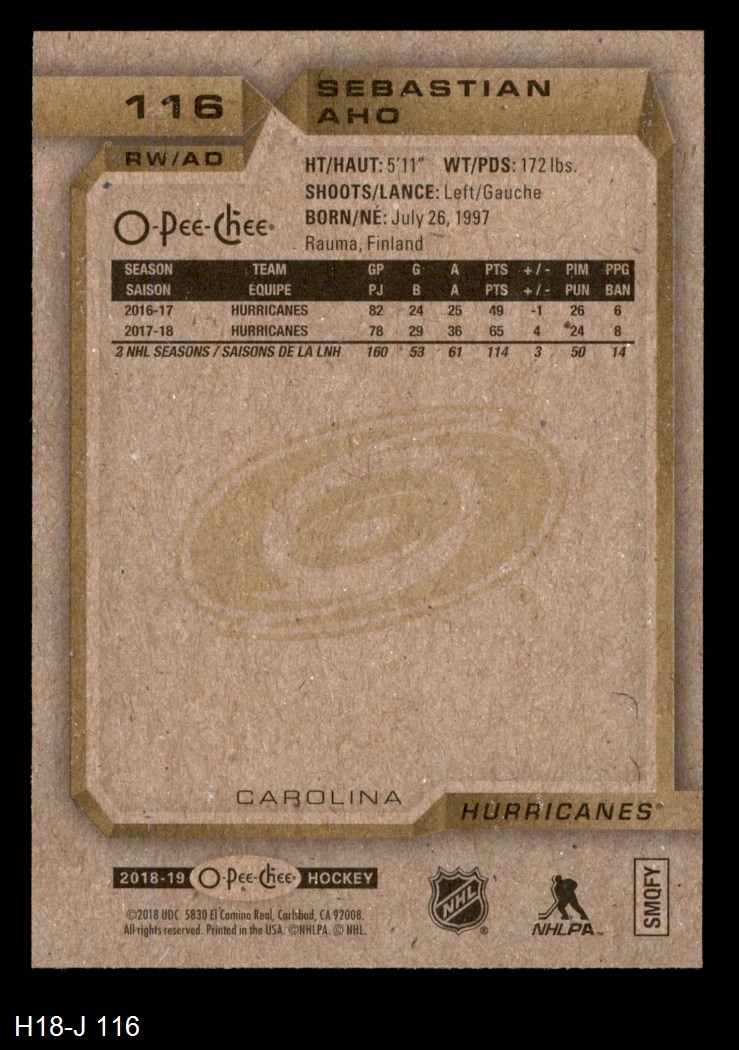 116
SEBASTIAN
AHO
RW/AD
HT/HAUT: 5'11" WT/PDS: 172 lbs.
SHOOTS/LANCE: Left/Gauche
BORN/NÉ: July 26, 1997
Rauma, Finland
O-Pee-Chee®
SEASON TEAM GP G A PTS +/- PIM PPG
SAISON ÉQUIPE PJ B A PTS +/- PUN BAN
2016-17 HURRICANES 82 24 25 49 -1 26 6
2017-18 HURRICANES 78 29 36 65 4 24 8
2 NHL SEASONS / SAISONS DE LA LNH 160 53 61 114 3 50 14
CAROLINA
HURRICANES®
2018-19 O-Pee-Chee® HOCKEY
©2018 UDC. 5830 El Camino Real, Carlsbad, CA 92008.
All rights reserved. Printed in the USA. ©NHLPA. © NHL.
NHL®
NHLPA™
SMQFY
H18-J 116